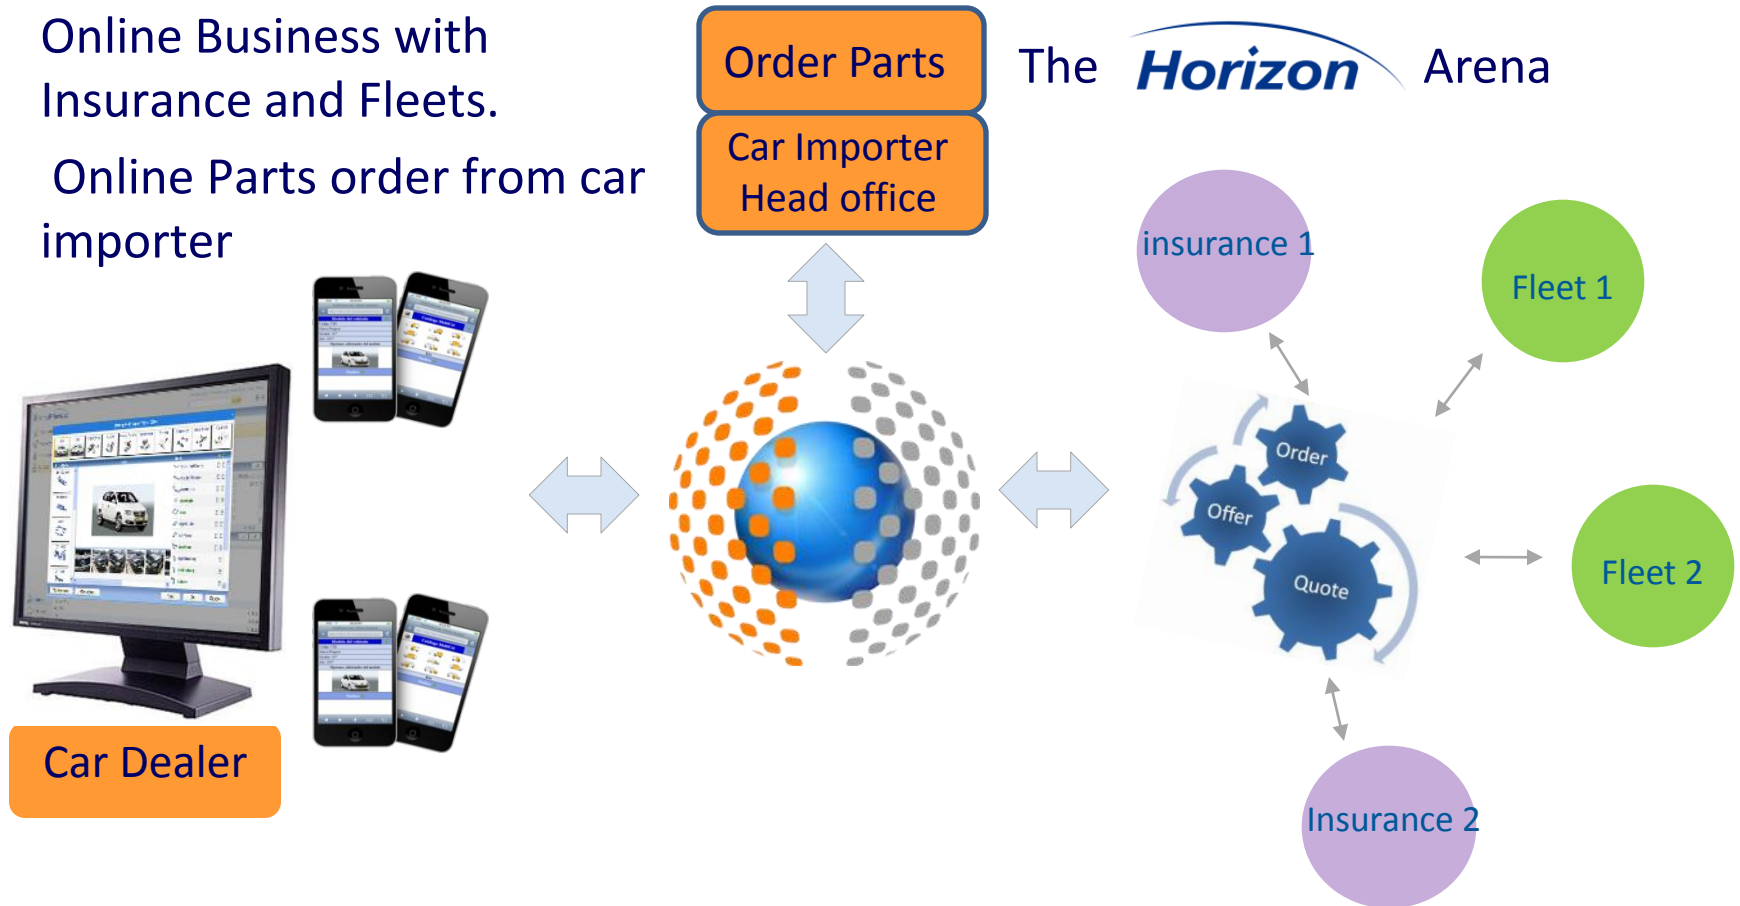 Online Business with
Insurance and Fleets.
Online Parts order from car
importer
Order Parts
Car Importer
Head office
The Horizon Arena
insurance 1
Fleet 1
Order
Offer
Quote
Fleet 2
Insurance 2
Car Dealer